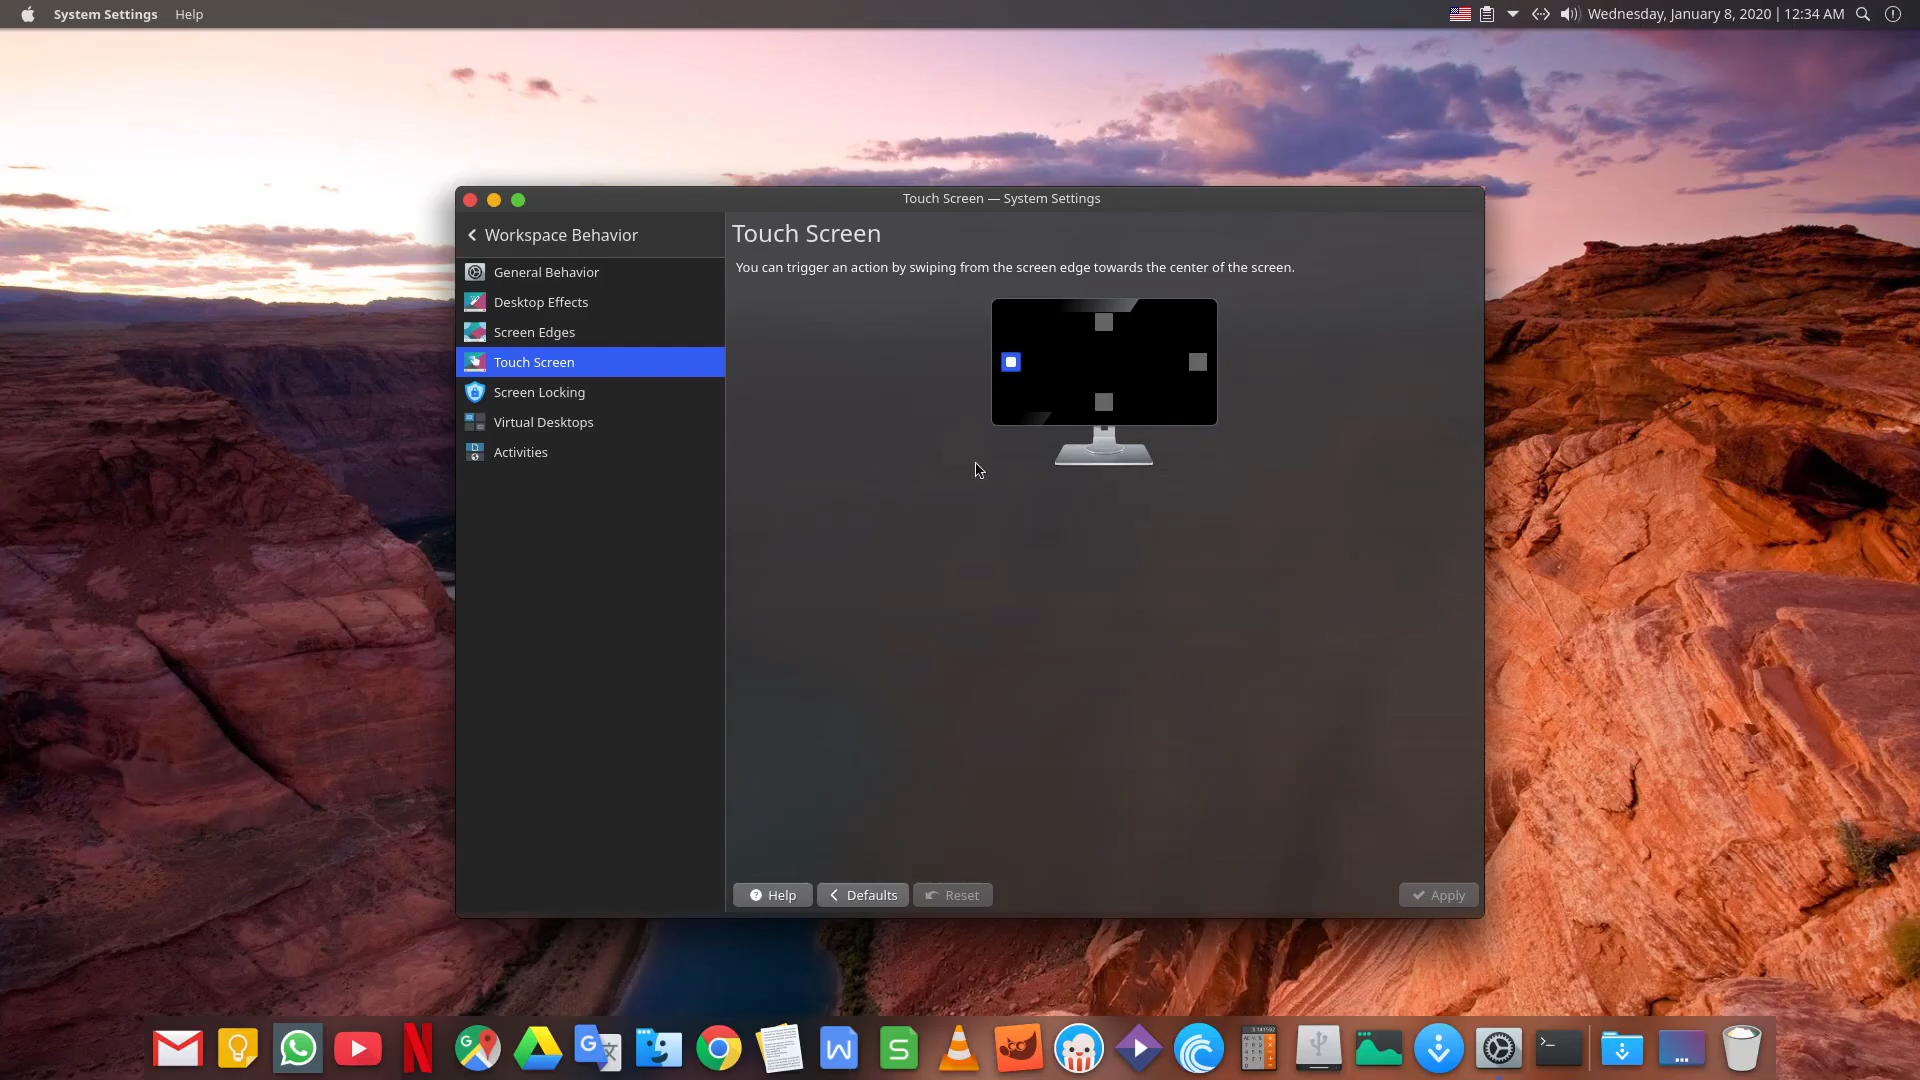 System Settings Help
Wednesday, January 8, 2020 | 12:34 AM
Touch Screen — System Settings
Workspace Behavior
General Behavior
Desktop Effects
Screen Edges
Touch Screen
Screen Locking
Virtual Desktops
Activities
Touch Screen
You can trigger an action by swiping from the screen edge towards the center of the screen.
Help
Defaults
Reset
Apply